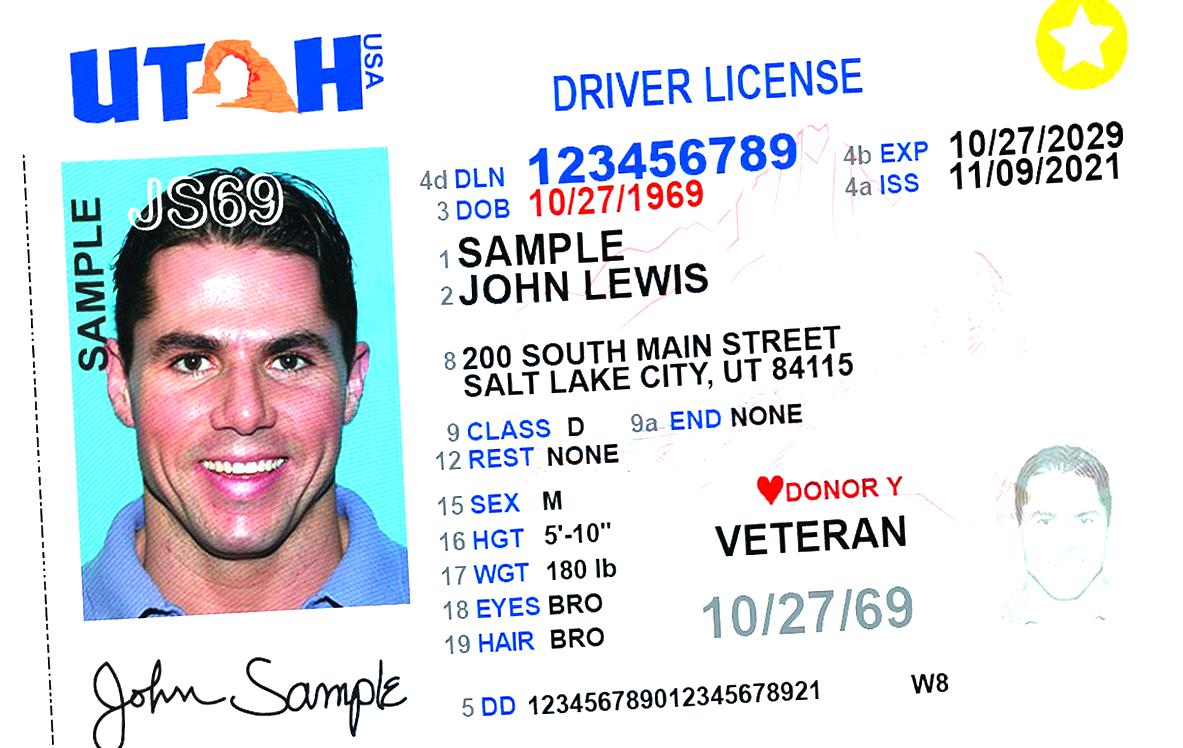 UTAH USA
DRIVER LICENSE
SAMPLE
JS69
4d DLN 123456789
3 DOB 10/27/1969
4b EXP 10/27/2029
4a ISS 11/09/2021
1 SAMPLE
2 JOHN LEWIS
8 200 SOUTH MAIN STREET
SALT LAKE CITY, UT 84115
9 CLASS D 9a END NONE
12 REST NONE
15 SEX M
16 HGT 5'-10"
17 WGT 180 lb
18 EYES BRO
19 HAIR BRO
DONOR Y
VETERAN
10/27/69
John Sample
5 DD 123456789012345678921
W8